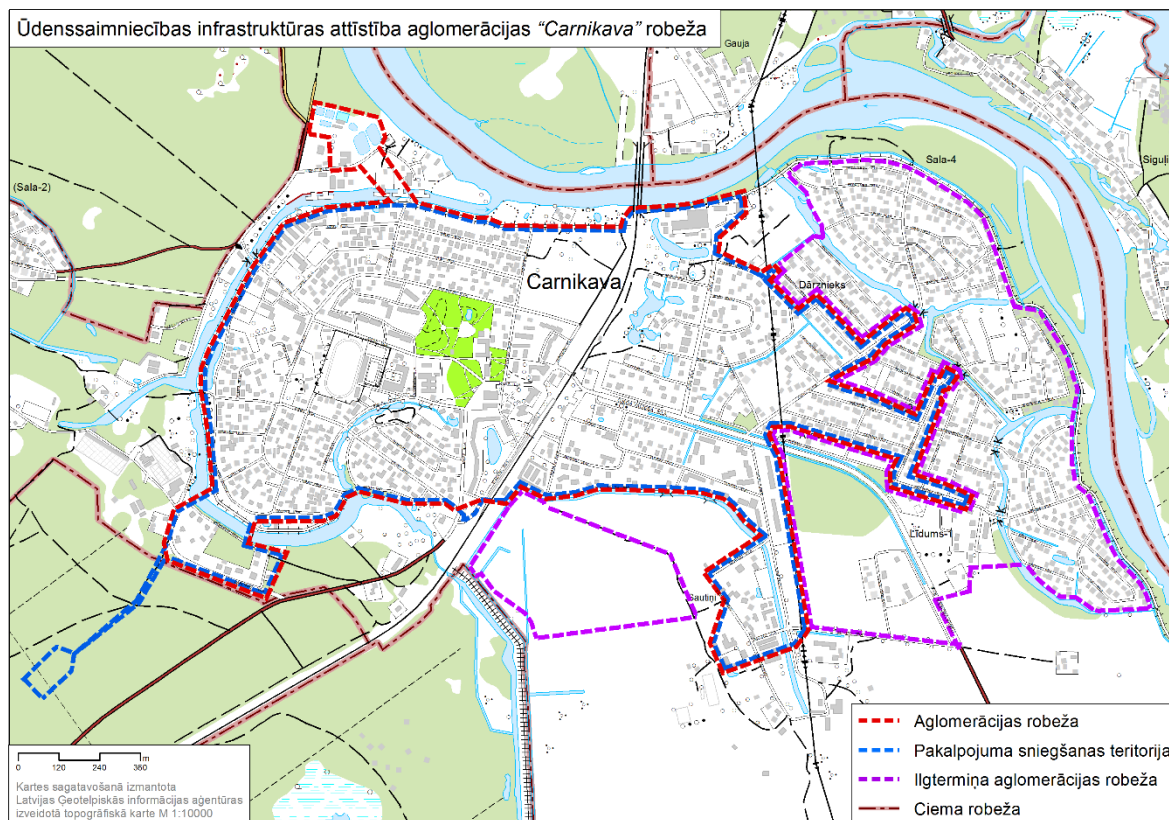 Ūdenssaimniecības infrastruktūras attīstība aglomerācijas “Carnikava” robeža
Gauja
Sala-4
(Sala-2)
Carnikava
Dārznieks
Līdums-1
Sautiņi
Aglomerācijas robeža
Pakalpojuma sniegšanas teritorija
Ilgtermiņa aglomerācijas robeža
Ciema robeža
m
0 120 240 360
Kartes sagatavošanā izmantota
Latvijas Ģeotelpiskās informācijas aģentūras
izveidotā topogrāfiskā karte M 1:10000